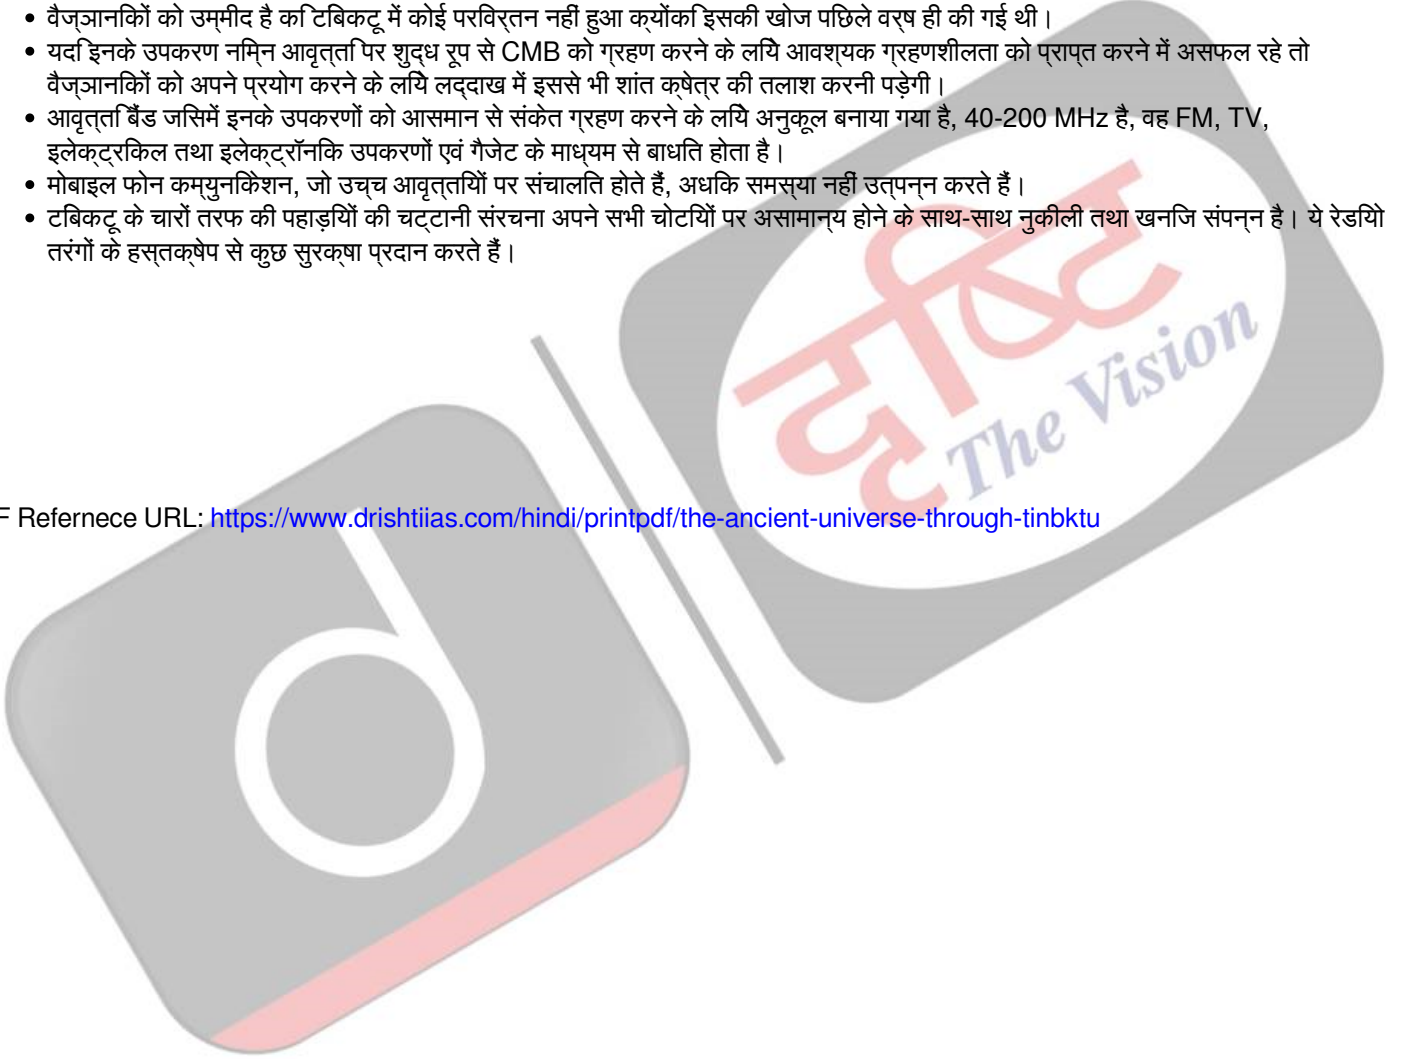 • वैज्ञानिकों को उम्मीद है कि टिबिकटू में कोई परिवर्तन नहीं हुआ क्योंकि इसकी खोज पिछले वर्ष ही की गई थी।
• यदि इनके उपकरण निम्न आवृत्ति पर शुद्ध रूप से CMB को ग्रहण करने के लिये आवश्यक ग्रहणशीलता को प्राप्त करने में असफल रहे तो
वैज्ञानिकों को अपने प्रयोग करने के लिये लद्दाख में इससे भी शांत क्षेत्र की तलाश करनी पड़ेगी।
• आवृत्ति बैंड जिसमें इनके उपकरणों को आसमान से संकेत ग्रहण करने के लिये अनुकूल बनाया गया है, 40-200 MHz है, वह FM, TV,
इलेक्ट्रिकल तथा इलेक्ट्रॉनिक उपकरणों एवं गैजेट के माध्यम से बाधित होता है।
• मोबाइल फोन कम्युनिकेशन, जो उच्च आवृत्तियों पर संचालित होते हैं, अधिक समस्या नहीं उत्पन्न करते हैं।
• टिबिकटू के चारों तरफ की पहाड़ियों की चट्टानी संरचना अपने सभी चोटियों पर असामान्य होने के साथ-साथ नुकीली तथा खनिज संपन्न है। ये रेडियो
तरंगों के हस्तक्षेप से कुछ सुरक्षा प्रदान करते हैं।
दृष्टि
The Vision
F Refernece URL: https://www.drishtiias.com/hindi/printpdf/the-ancient-universe-through-tinbktu